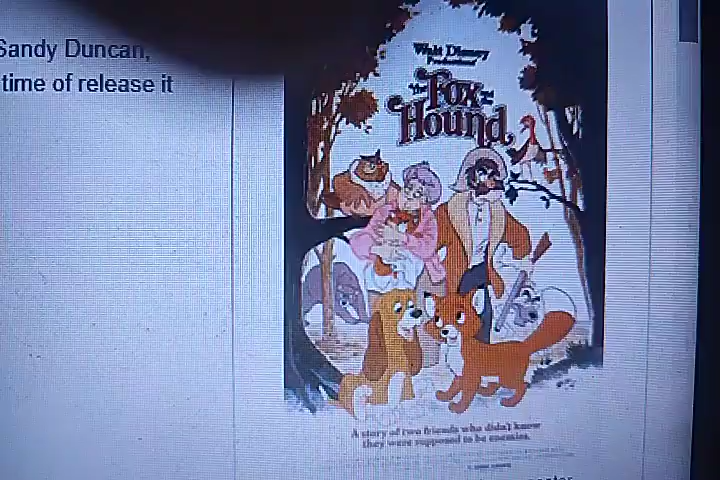 Sandy Duncan,
time of release it
Walt Disney
Productions'
The Fox and the
Hound
A story of two friends who didn't know
they were supposed to be enemies.